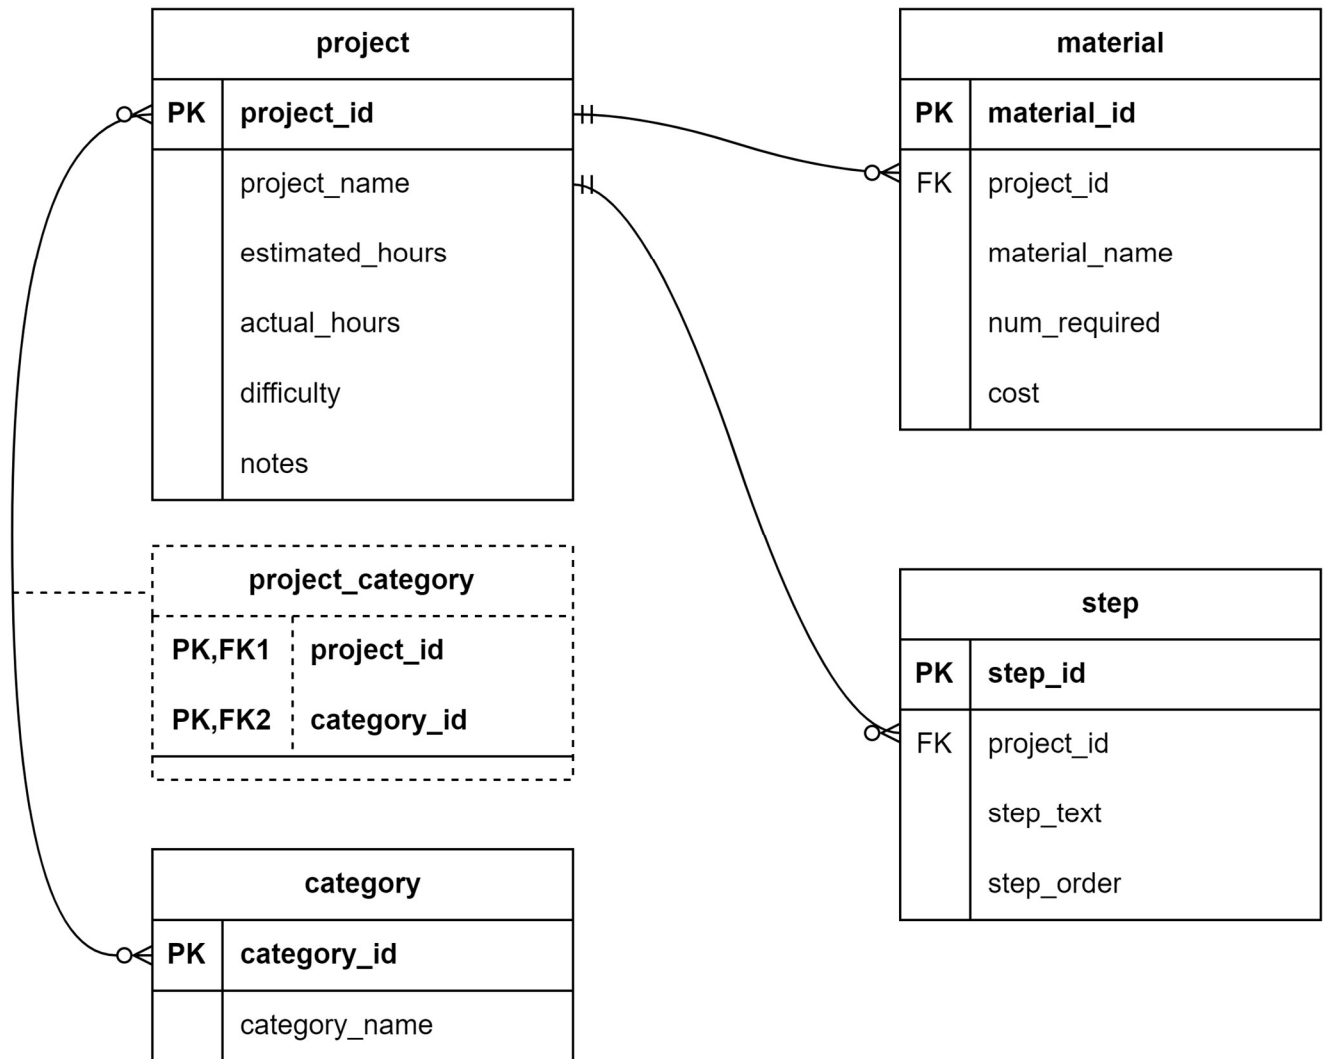 project
PK project_id
project_name
estimated_hours
actual_hours
difficulty
notes
project_category
PK,FK1 project_id
PK,FK2 category_id
category
PK category_id
category_name
material
PK material_id
FK project_id
material_name
num_required
cost
step
PK step_id
FK project_id
step_text
step_order